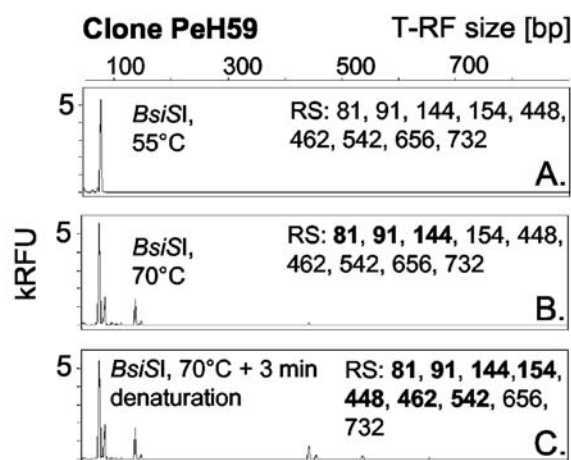 Clone PeH59 T-RF size [bp]
100 300 500 700
5 BsiSI, RS: 81, 91, 144, 154, 448,
55°C 462, 542, 656, 732
A.
5 BsiSI, RS: 81, 91, 144, 154, 448,
70°C 462, 542, 656, 732
B.
kRFU
5 BsiSI, 70°C + 3 min RS: 81, 91, 144,154,
denaturation 448, 462, 542, 656,
732
C.